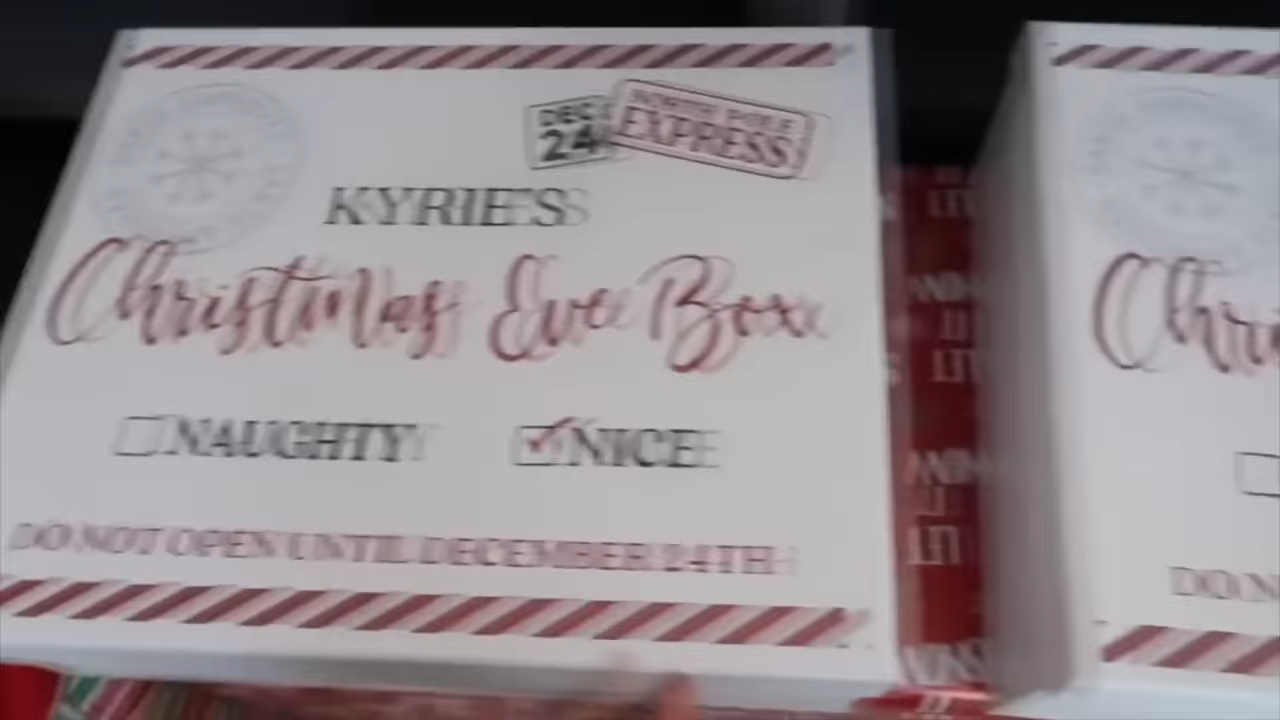 DEC
24
NORTH POLE
EXPRESS
KYRIE'S
Christmas Eve Box
NAUGHTY
NICE
DO NOT OPEN UNTIL DECEMBER 24TH
Chri
DO N